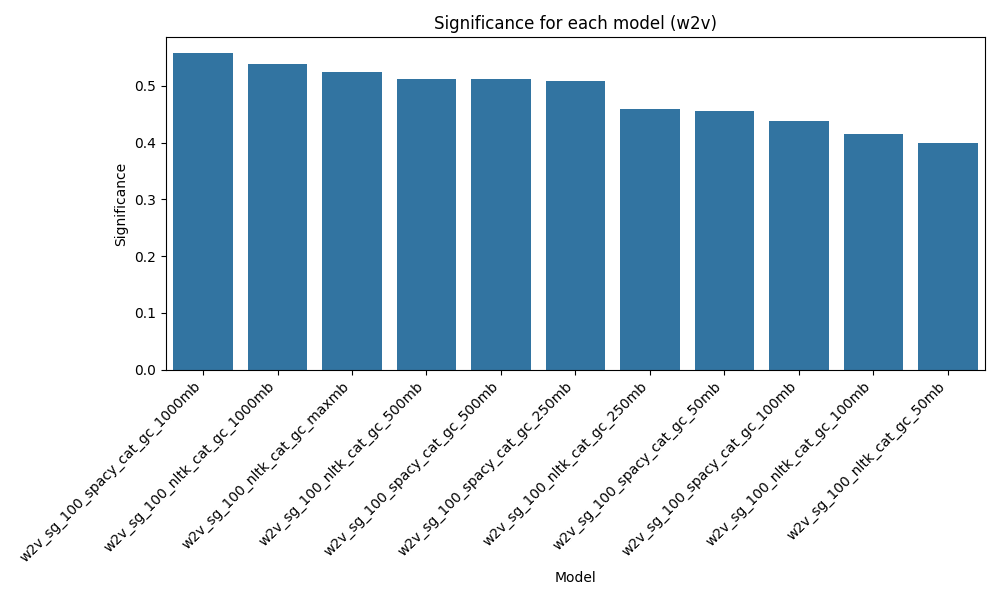 Significance for each model (w2v)
Significance
0.5
0.4
0.3
0.2
0.1
0.0
w2v_sg_100_spacy_cat_gc_1000mb
w2v_sg_100_nltk_cat_gc_1000mb
w2v_sg_100_nltk_cat_gc_maxmb
w2v_sg_100_nltk_cat_gc_500mb
w2v_sg_100_spacy_cat_gc_500mb
w2v_sg_100_spacy_cat_gc_250mb
w2v_sg_100_nltk_cat_gc_250mb
w2v_sg_100_spacy_cat_gc_50mb
w2v_sg_100_spacy_cat_gc_100mb
w2v_sg_100_nltk_cat_gc_100mb
w2v_sg_100_nltk_cat_gc_50mb
Model